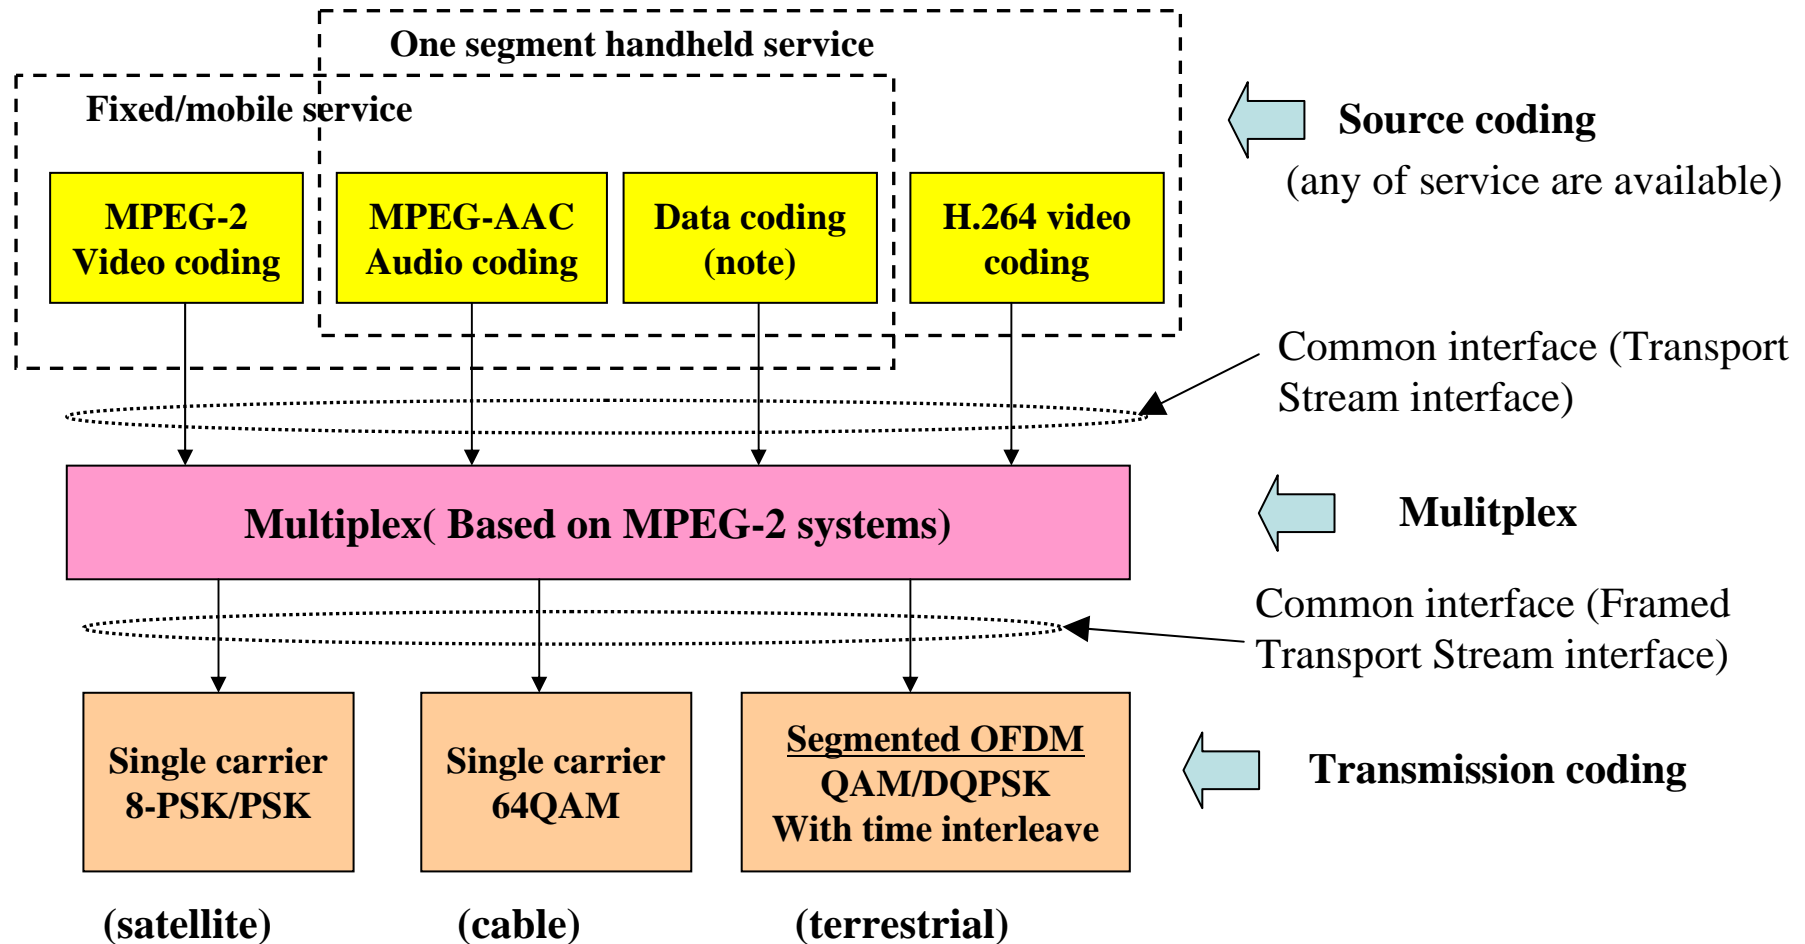 One segment handheld service
Fixed/mobile service
Source coding
(any of service are available)
MPEG-2
Video coding
MPEG-AAC
Audio coding
Data coding
(note)
H.264 video
coding
Common interface (Transport
Stream interface)
Multiplex( Based on MPEG-2 systems)
Mulitplex
Common interface (Framed
Transport Stream interface)
Single carrier
8-PSK/PSK
Single carrier
64QAM
Segmented OFDM
QAM/DQPSK
With time interleave
Transmission coding
(satellite)
(cable)
(terrestrial)